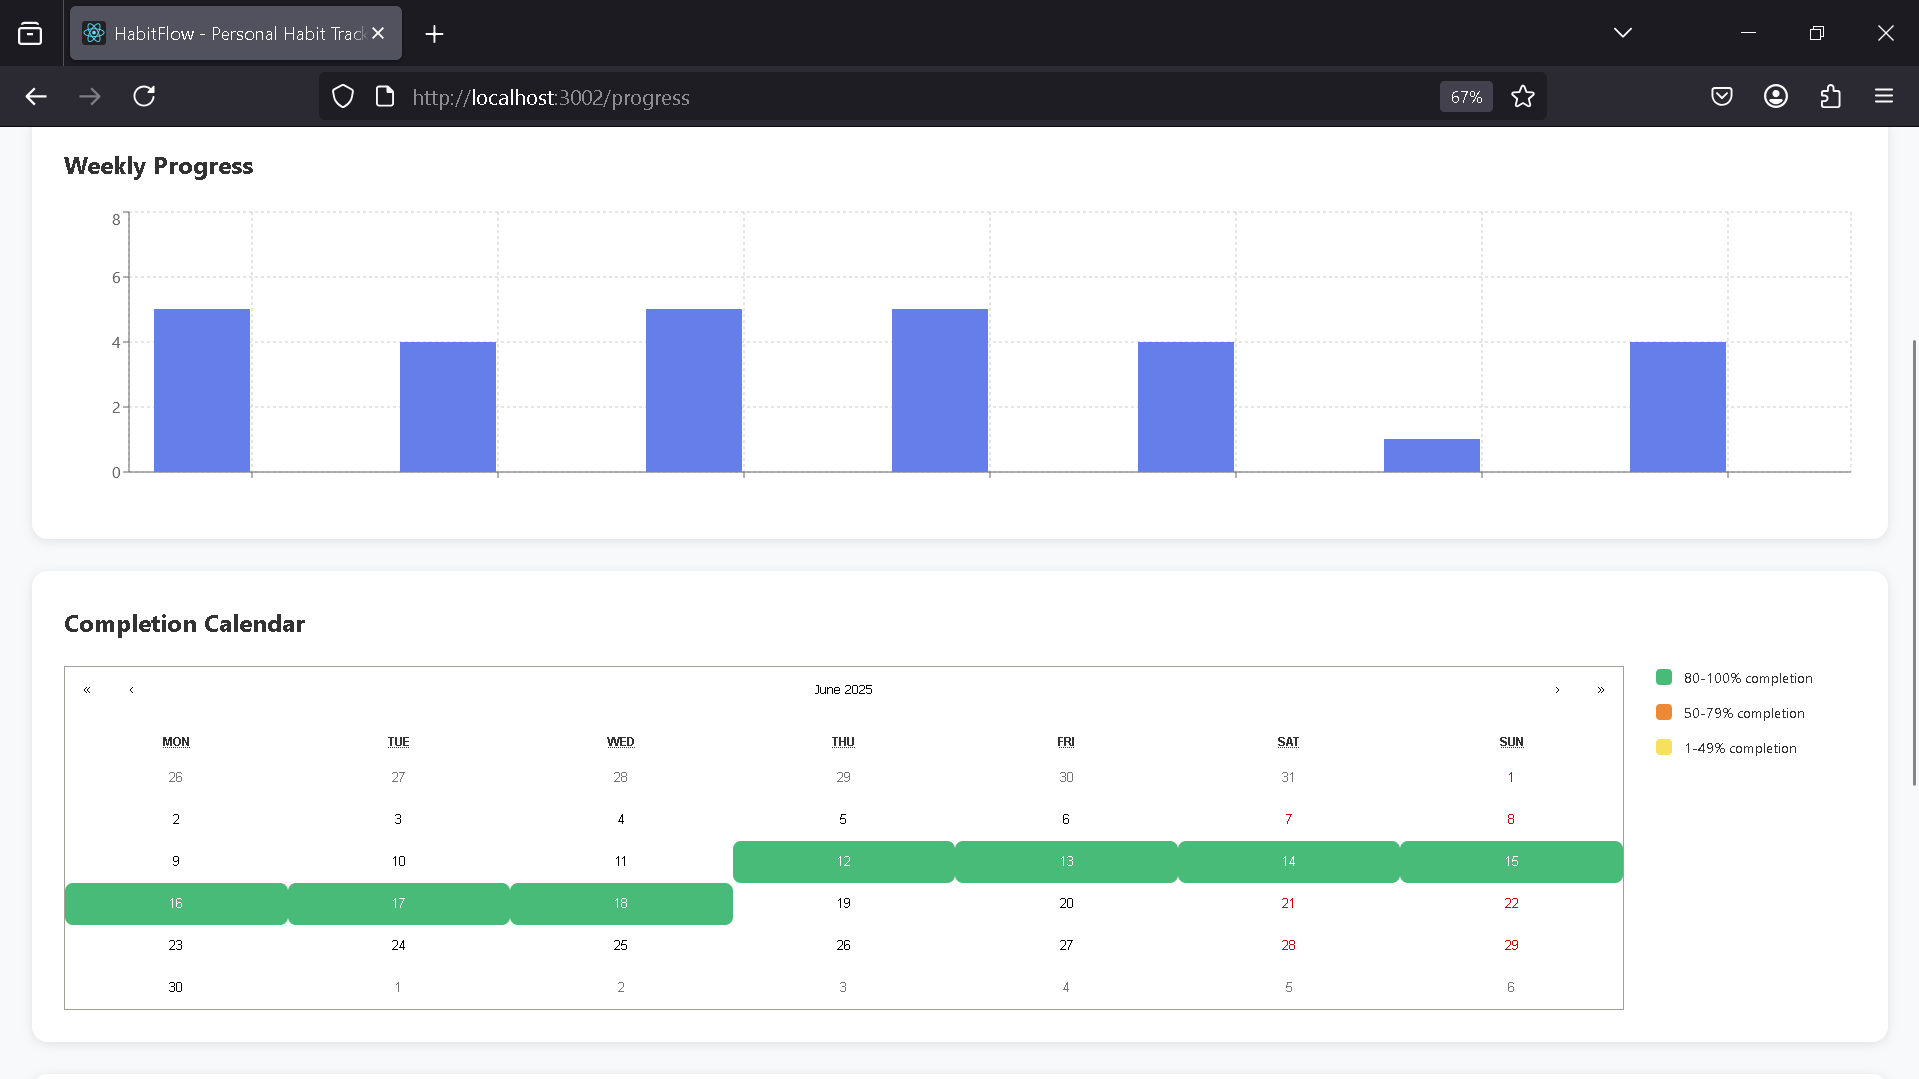 HabitFlow - Personal Habit Trac
http://localhost:3002/progress
67%
Weekly Progress
8
6
4
2
0
Completion Calendar
« ‹ June 2025 › »
MON TUE WED THU FRI SAT SUN
26 27 28 29 30 31 1
2 3 4 5 6 7 8
9 10 11 12 13 14 15
16 17 18 19 20 21 22
23 24 25 26 27 28 29
30 1 2 3 4 5 6
80-100% completion
50-79% completion
1-49% completion